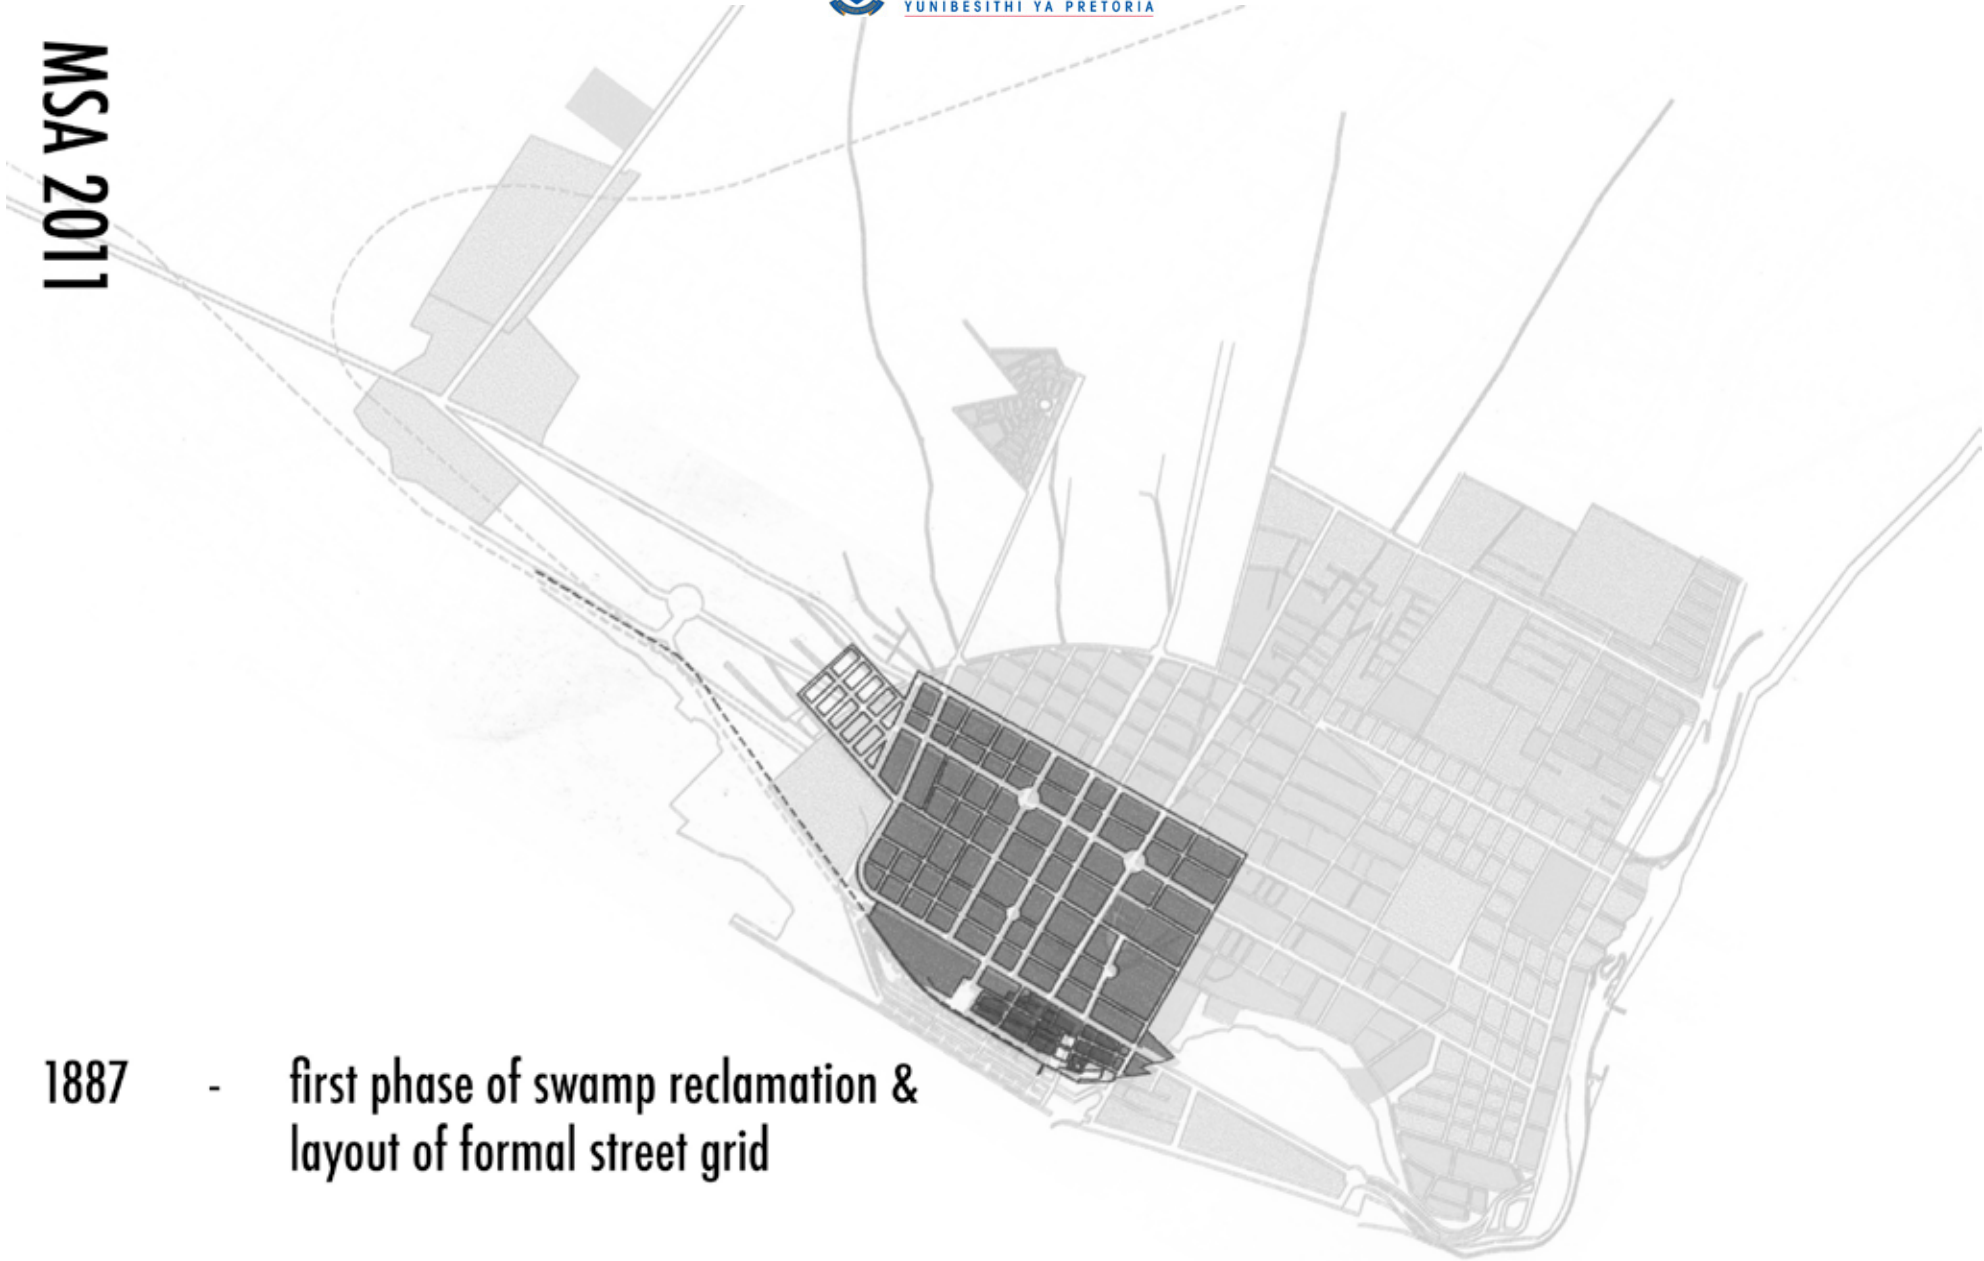 YUNIBESITHI YA PRETORIA
MSA 2011
1887 - first phase of swamp reclamation &
layout of formal street grid